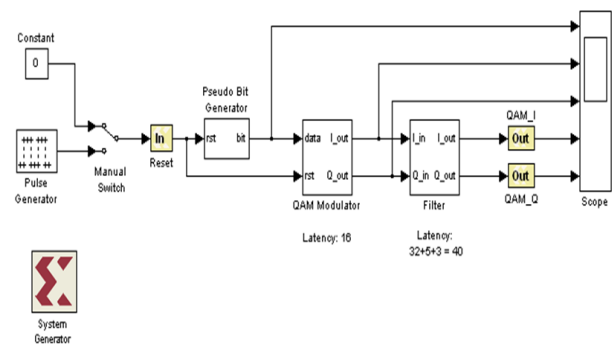 Constant
0
Pulse
Generator
Manual
Switch
In
Reset
Pseudo Bit
Generator
rst bit
data I_out
rst Q_out
QAM Modulator
Latency: 16
I_in I_out
Q_in Q_out
Filter
Latency:
32+5+3 = 40
QAM_I
Out
Out
QAM_Q
Scope
System
Generator